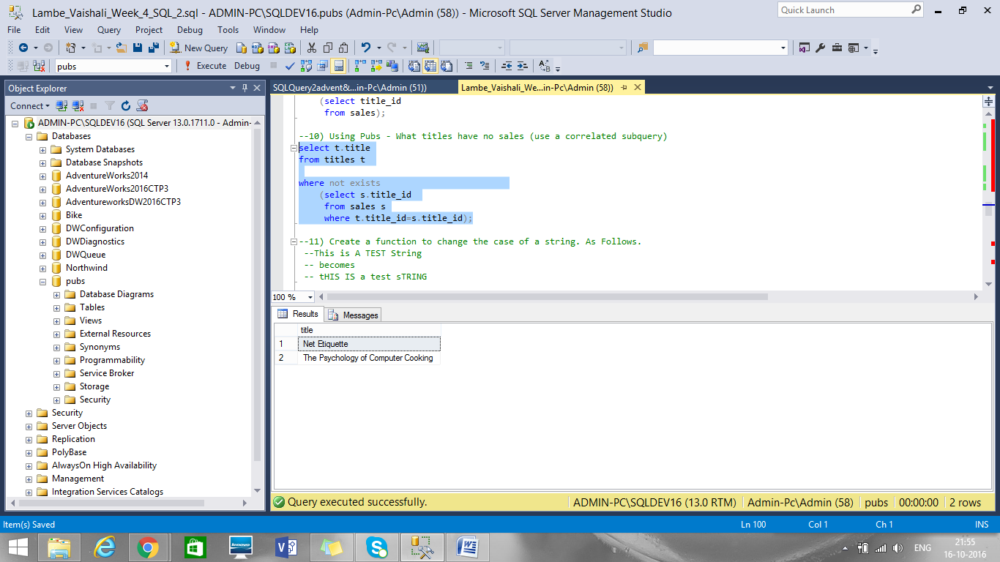 Lambe_Vaishali_Week_4_SQL_2.sql - ADMIN-PC\SQLDEV16.pubs (Admin-Pc\Admin (58)) - Microsoft SQL Server Management Studio
Quick Launch
File Edit View Query Project Debug Tools Window Help
New Query
pubs
Execute Debug
Object Explorer
Connect
ADMIN-PC\SQLDEV16 (SQL Server 13.0.1711.0 - Admin-
Databases
System Databases
Database Snapshots
AdventureWorks2014
AdventureWorks2016CTP3
AdventureworksDW2016CTP3
Bike
DWConfiguration
DWDiagnostics
DWQueue
Northwind
pubs
Database Diagrams
Tables
Views
External Resources
Synonyms
Programmability
Service Broker
Storage
Security
Security
Server Objects
Replication
PolyBase
AlwaysOn High Availability
Management
Integration Services Catalogs
SQLQuery2advent&...in-Pc\Admin (51))
Lambe_Vaishali_We...in-Pc\Admin (58))
(select title_id
from sales);
--10) Using Pubs - What titles have no sales (use a correlated subquery)
select t.title
from titles t
where not exists
(select s.title_id
from sales s
where t.title_id=s.title_id);
--11) Create a function to change the case of a string. As Follows.
--This is A TEST String
-- becomes
-- tHIS IS a test sTRING
100 %
Results Messages
title
1 Net Etiquette
2 The Psychology of Computer Cooking
Query executed successfully.
ADMIN-PC\SQLDEV16 (13.0 RTM) Admin-Pc\Admin (58) pubs 00:00:00 2 rows
Item(s) Saved
Ln 100 Col 1 Ch 1 INS
lenovo
ENG
21:55
16-10-2016